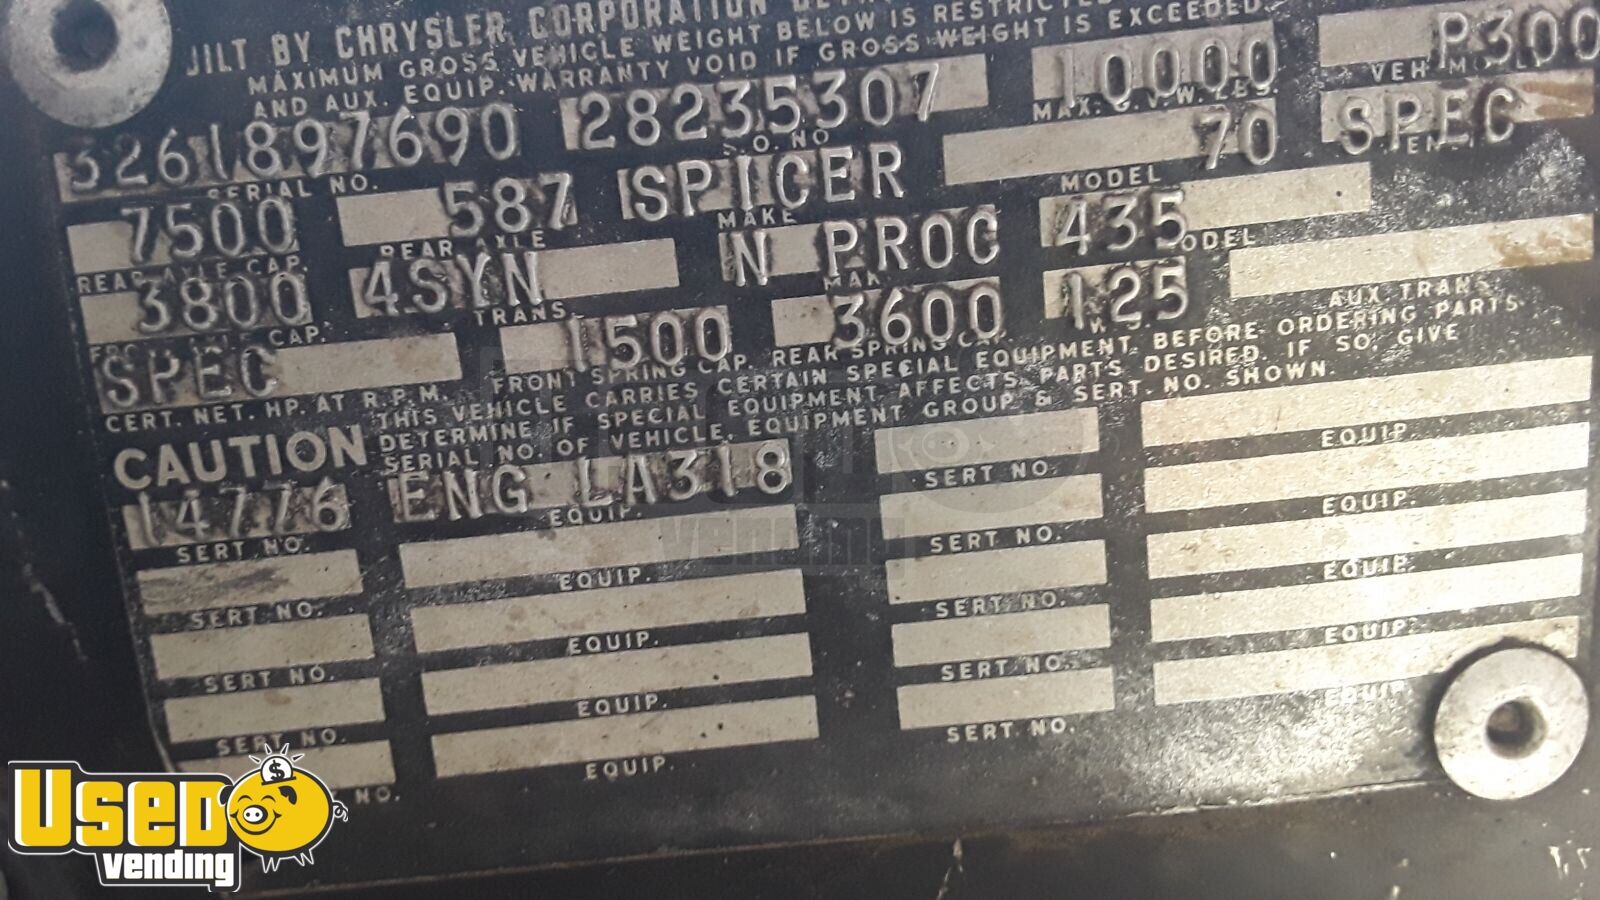 BY CHRYSLER CORPORATION
MAXIMUM GROSS VEHICLE WEIGHT BELOW IS RESTRICTED
AND AUX. EQUIP. WARRANTY VOID IF GROSS WEIGHT IS EXCEEDED.
3261897690 28235307 10000 P300
SERIAL NO. S.O. NO MAX. G.V.W. LBS. VEH
7500 587 SPICER 70 SPEC
REAR AXLE CAP. REAR AXLE MAKE MODEL
3800 4SYN N PROC 435
AXLE CAP. TRANS. AUX. TRANS.
SPEC 1500 3600 125
CERT. NET. HP. AT R.P.M. FRONT SPRING CAP. REAR SPRING CAP.
CAUTION
THIS VEHICLE CARRIES CERTAIN SPECIAL EQUIPMENT. BEFORE ORDERING PARTS
DETERMINE IF SPECIAL EQUIPMENT AFFECTS PARTS DESIRED. IF SO, GIVE
SERIAL NO. OF VEHICLE, EQUIPMENT GROUP & SERT. NO. SHOWN.
14776 ENG LA318
SERT. NO. EQUIP. SERT NO. EQUIP.
SERT NO. EQUIP. SERT NO. EQUIP.
SERT NO. EQUIP. SERT NO. EQUIP.
SERT NO. EQUIP. SERT NO. EQUIP.
NO. EQUIP. SERT NO. EQUIP.
USED
vending